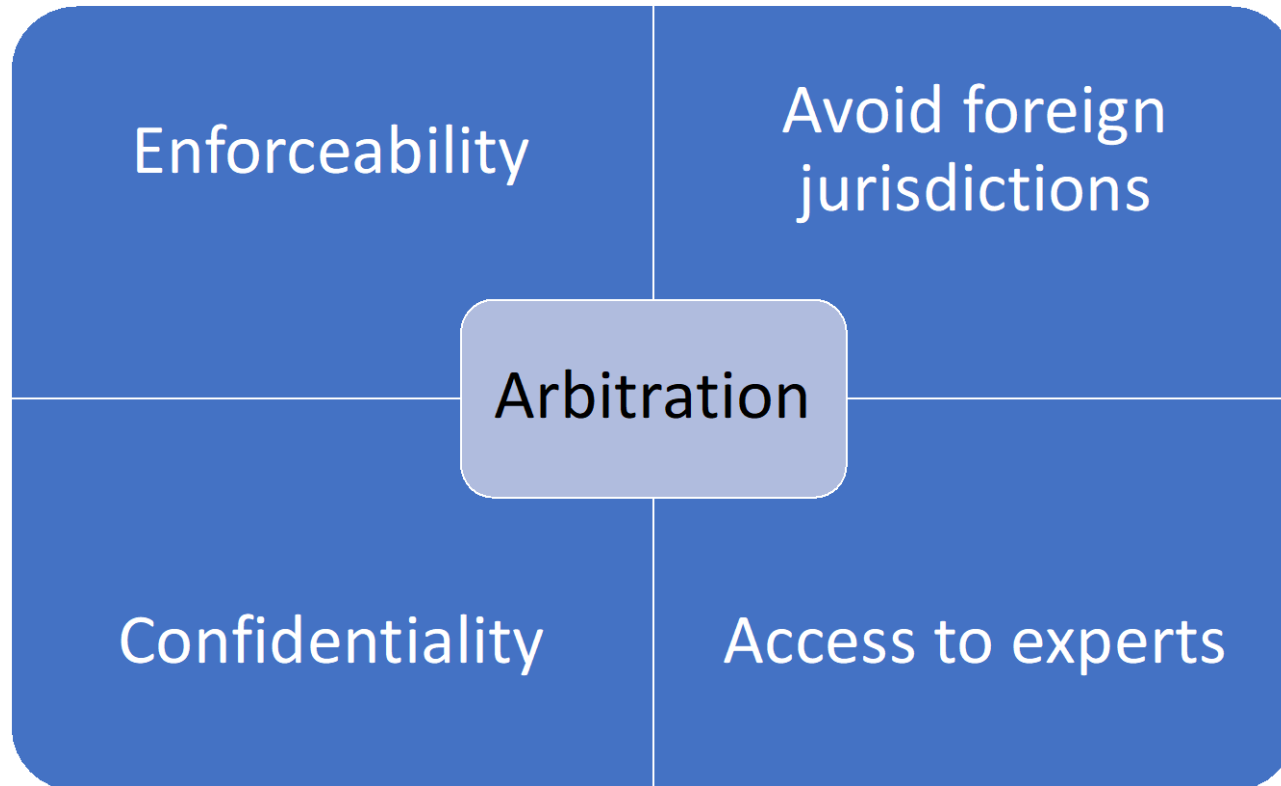 Enforceability
Avoid foreign
jurisdictions
Arbitration
Confidentiality
Access to experts